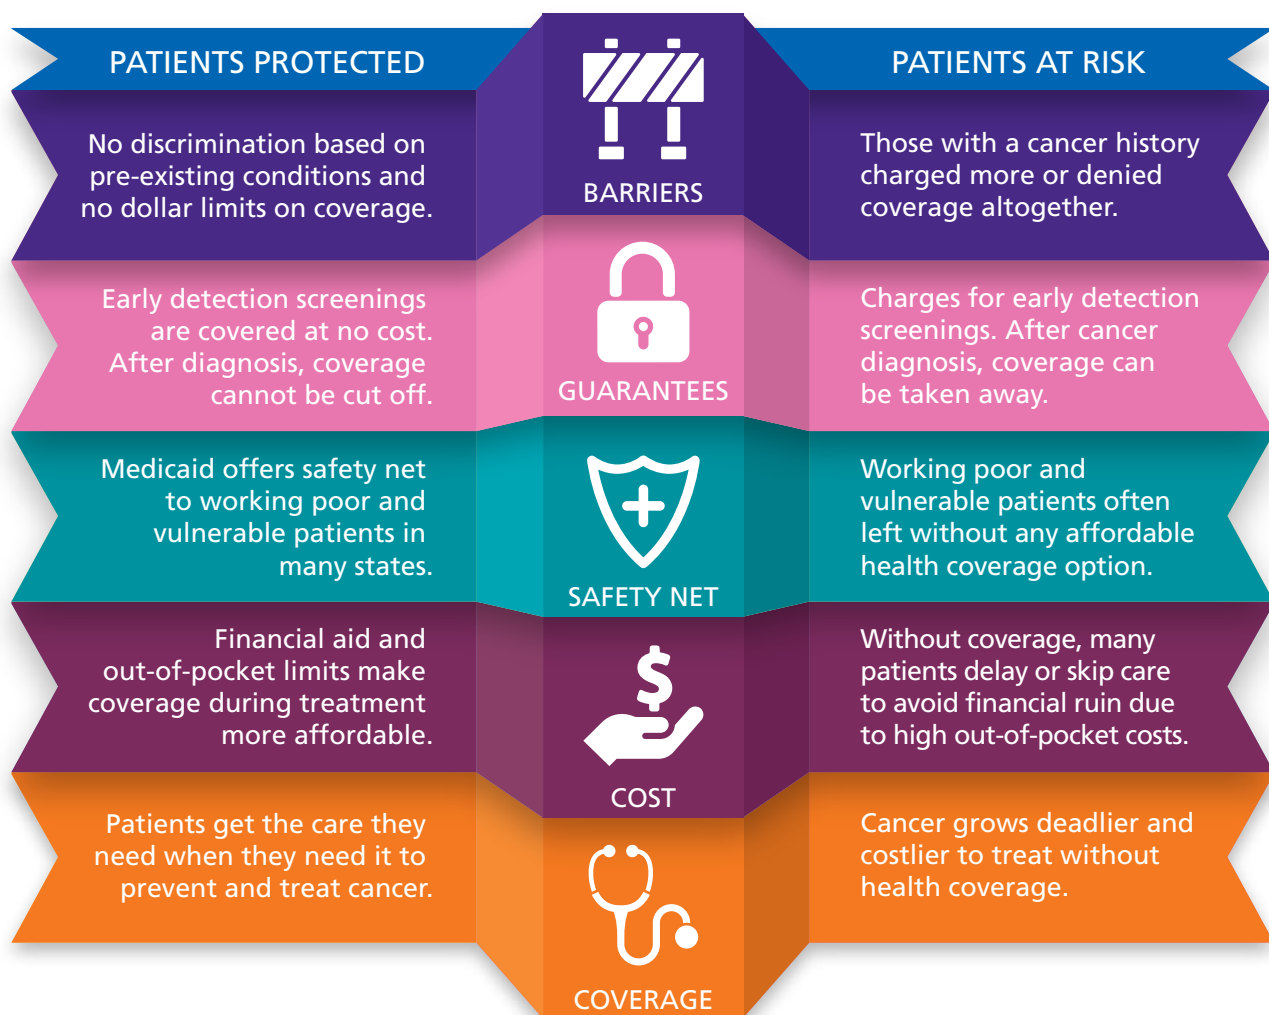 PATIENTS PROTECTED
PATIENTS AT RISK
No discrimination based on
pre-existing conditions and
no dollar limits on coverage.
BARRIERS
Those with a cancer history
charged more or denied
coverage altogether.
Early detection screenings
are covered at no cost.
After diagnosis, coverage
cannot be cut off.
GUARANTEES
Charges for early detection
screenings. After cancer
diagnosis, coverage can
be taken away.
Medicaid offers safety net
to working poor and
vulnerable patients in
many states.
SAFETY NET
Working poor and
vulnerable patients often
left without any affordable
health coverage option.
Financial aid and
out-of-pocket limits make
coverage during treatment
more affordable.
$
COST
Without coverage, many
patients delay or skip care
to avoid financial ruin due
to high out-of-pocket costs.
Patients get the care they
need when they need it to
prevent and treat cancer.
COVERAGE
Cancer grows deadlier and
costlier to treat without
health coverage.